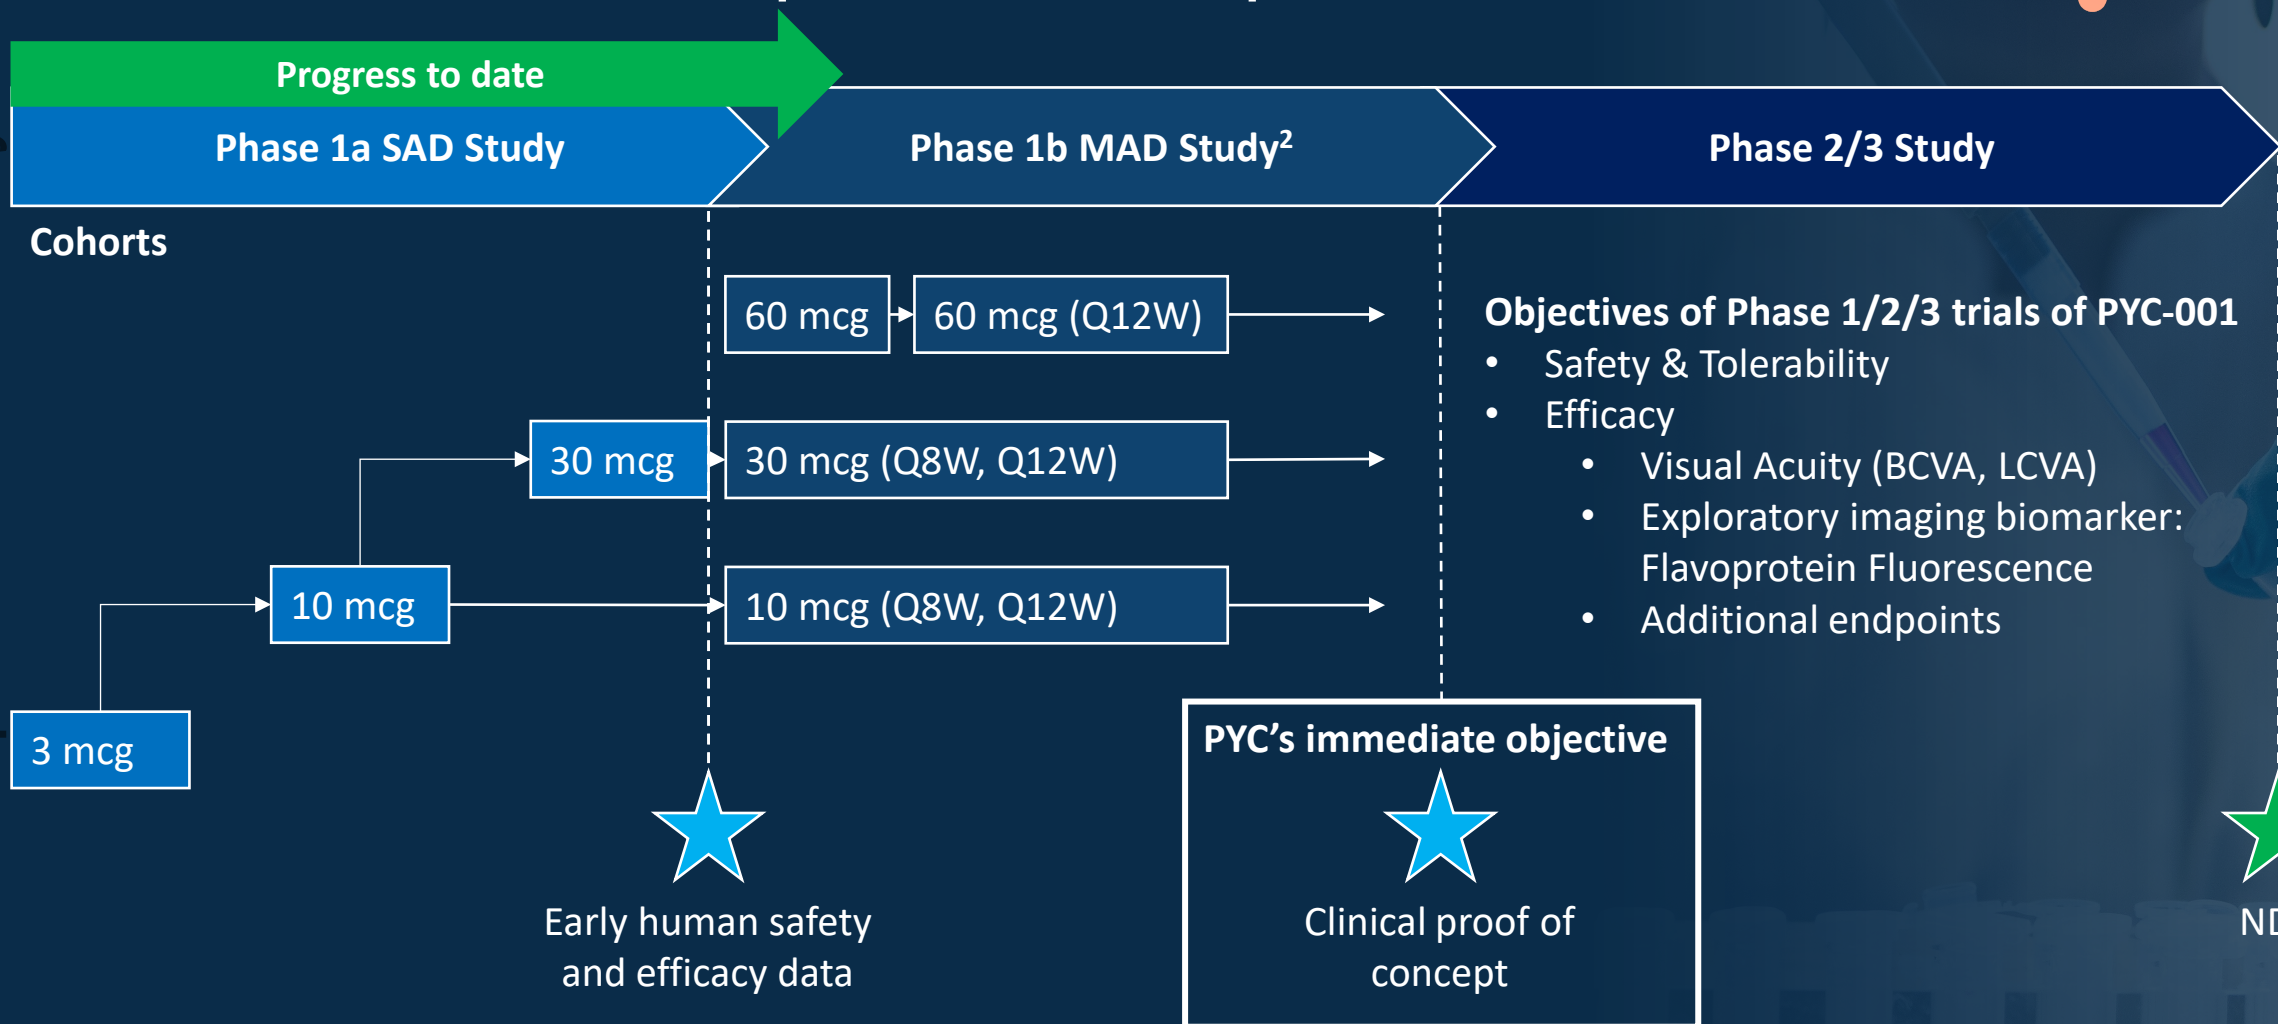 Progress to date
Phase 1a SAD Study
Phase 1b MAD Study²
Phase 2/3 Study
Cohorts
60 mcg
60 mcg (Q12W)
30 mcg
30 mcg (Q8W, Q12W)
10 mcg
10 mcg (Q8W, Q12W)
3 mcg
Objectives of Phase 1/2/3 trials of PYC-001
• Safety & Tolerability
• Efficacy
• Visual Acuity (BCVA, LCVA)
• Exploratory imaging biomarker:
Flavoprotein Fluorescence
• Additional endpoints
Early human safety
and efficacy data
PYC’s immediate objective
Clinical proof of
concept